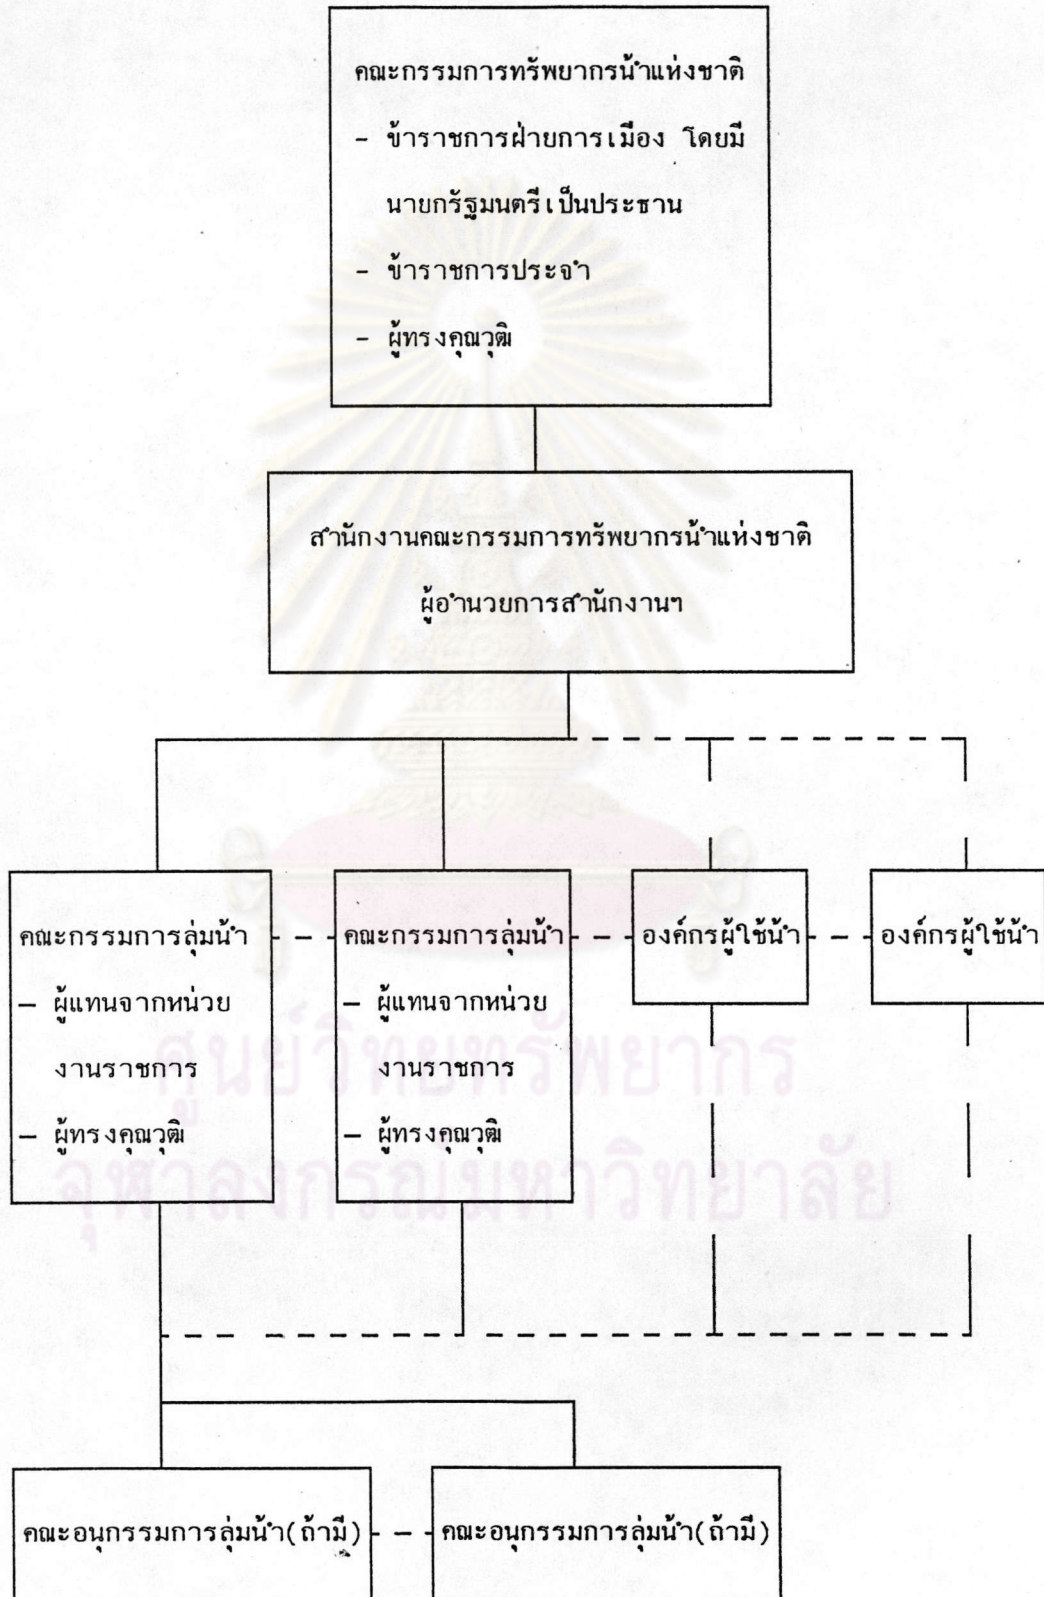 คณะกรรมการทรัพยากรน้ำแห่งชาติ
- ข้าราชการฝ่ายการเมือง โดยมี
นายกรัฐมนตรีเป็นประธาน
- ข้าราชการประจำ
- ผู้ทรงคุณวุฒิ
สำนักงานคณะกรรมการทรัพยากรน้ำแห่งชาติ
ผู้อำนวยการสำนักงานฯ
คณะกรรมการลุ่มน้ำ
- ผู้แทนจากหน่วย
งานราชการ
- ผู้ทรงคุณวุฒิ
คณะกรรมการลุ่มน้ำ
- ผู้แทนจากหน่วย
งานราชการ
- ผู้ทรงคุณวุฒิ
องค์กรผู้ใช้น้ำ
องค์กรผู้ใช้น้ำ
ศูนย์วิทยทรัพยากร
จุฬาลงกรณ์มหาวิทยาลัย
คณะอนุกรรมการลุ่มน้ำ(ถ้ามี)
คณะอนุกรรมการลุ่มน้ำ(ถ้ามี)